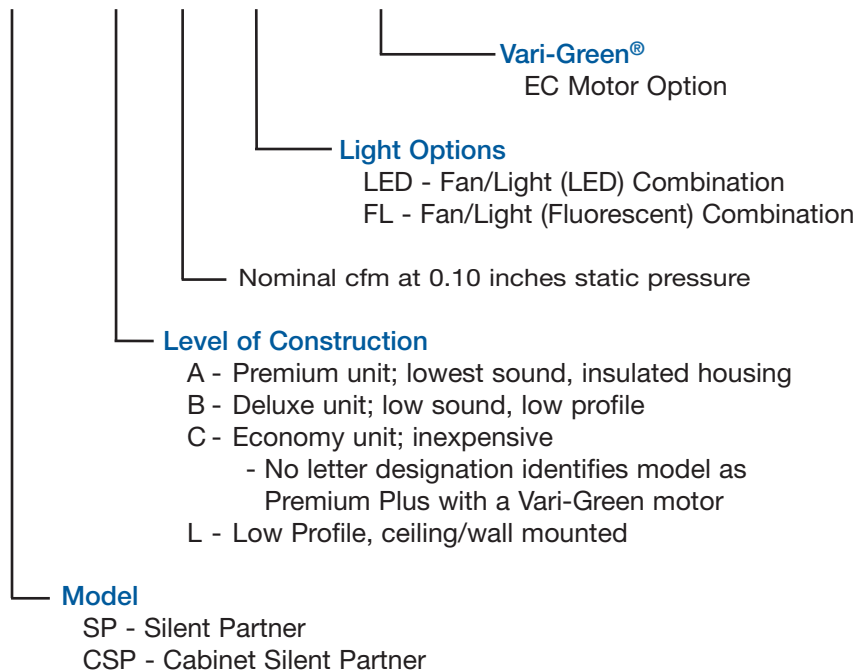 Vari-Green®
EC Motor Option
Light Options
LED - Fan/Light (LED) Combination
FL - Fan/Light (Fluorescent) Combination
Nominal cfm at 0.10 inches static pressure
Level of Construction
A - Premium unit; lowest sound, insulated housing
B - Deluxe unit; low sound, low profile
C - Economy unit; inexpensive
- No letter designation identifies model as
Premium Plus with a Vari-Green motor
L - Low Profile, ceiling/wall mounted
Model
SP - Silent Partner
CSP - Cabinet Silent Partner